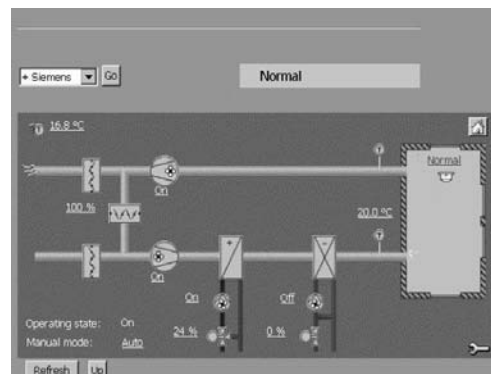 + Siemens Go Normal
16.8 °C
Normal
On
100 %
20.0 °C
On
On Off
Operating state: On
24 % 0 %
Manual mode: Auto
Refresh Up